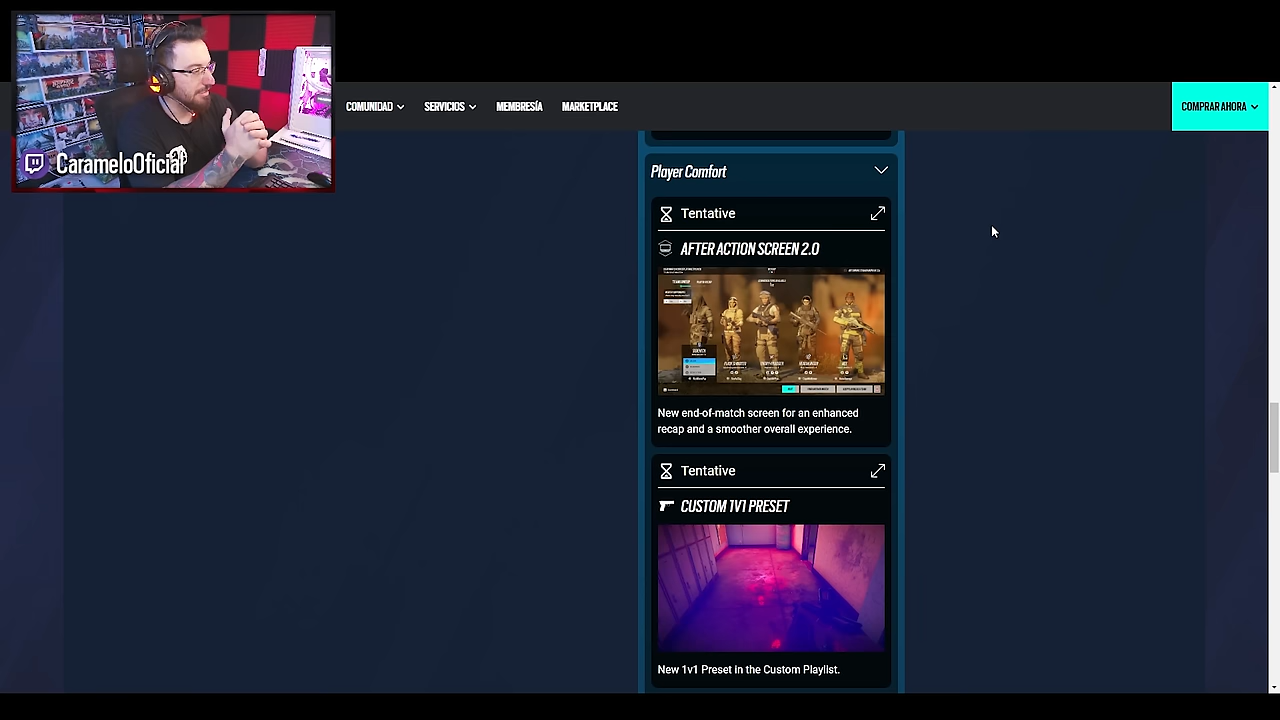 COMUNIDAD
SERVICIOS
MEMBRESÍA
MARKETPLACE
COMPRAR AHORA
CarameloOficial
Player Comfort
Tentative
AFTER ACTION SCREEN 2.0
New end-of-match screen for an enhanced
recap and a smoother overall experience.
Tentative
CUSTOM 1V1 PRESET
New 1v1 Preset in the Custom Playlist.